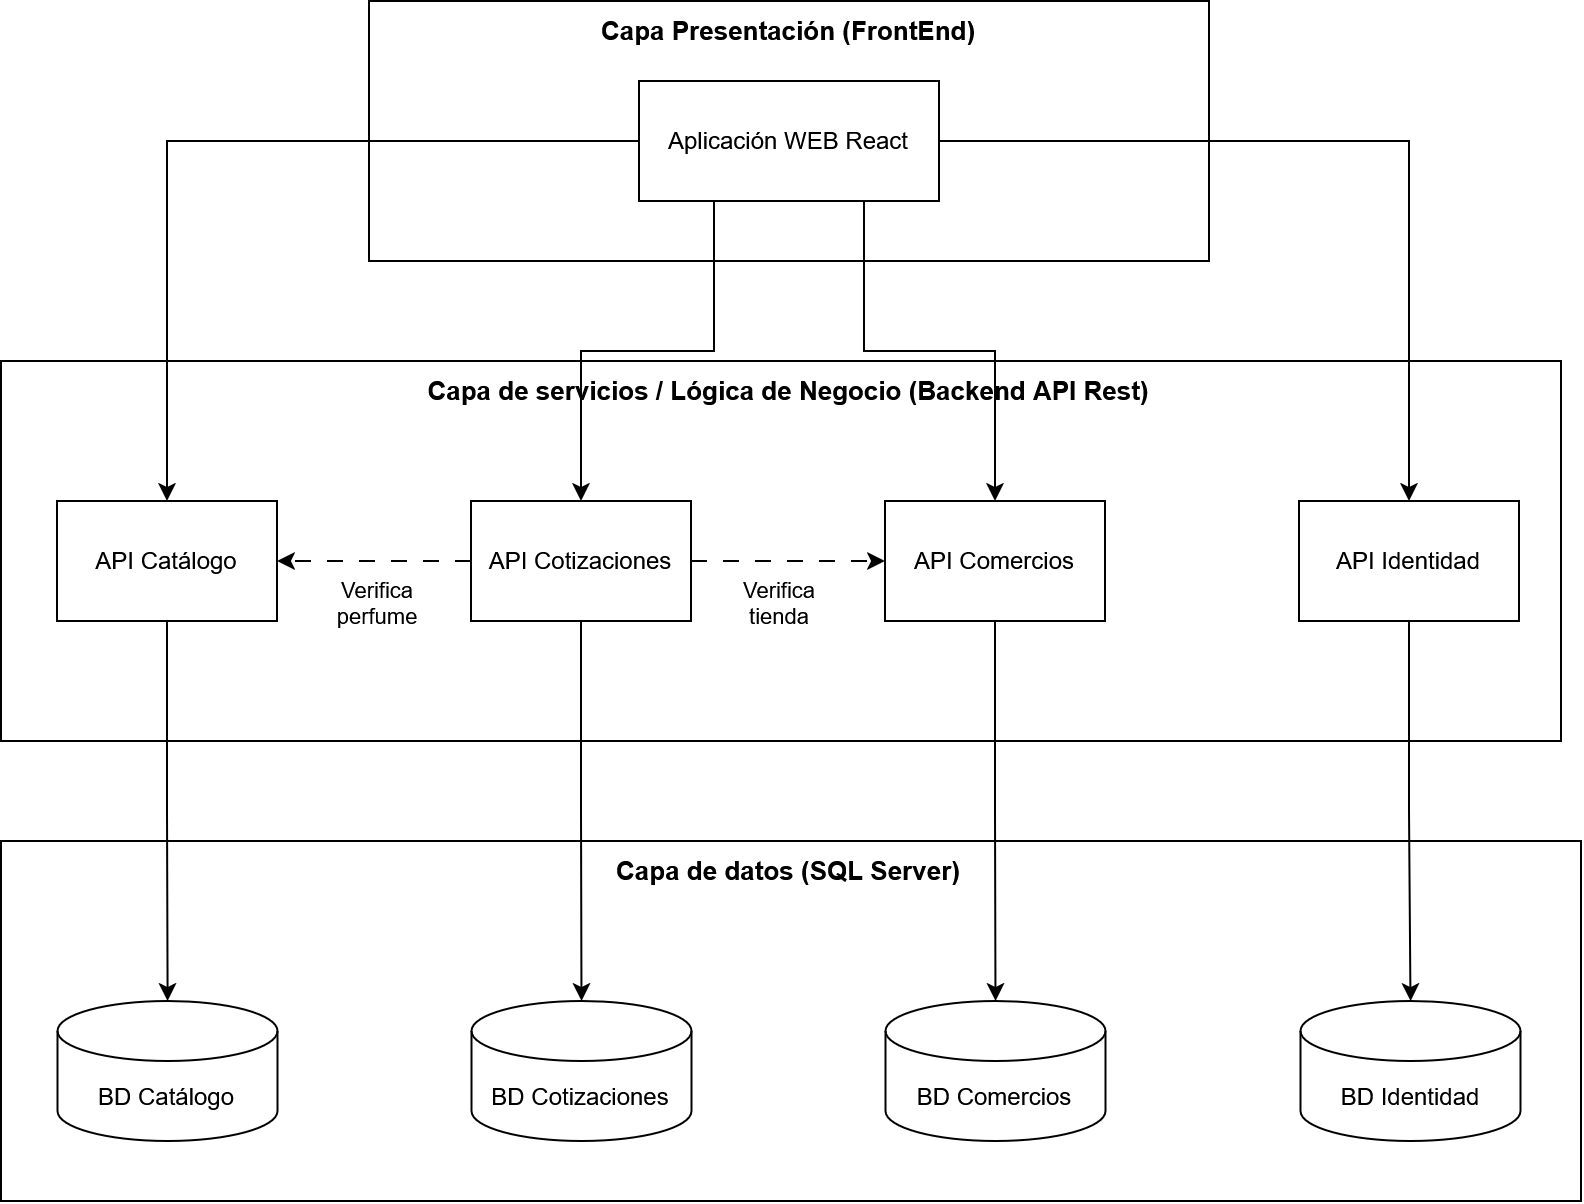 Capa Presentación (FrontEnd)
Aplicación WEB React
Capa de servicios / Lógica de Negocio (Backend API Rest)
API Catálogo
Verifica
perfume
API Cotizaciones
Verifica
tienda
API Comercios
API Identidad
Capa de datos (SQL Server)
BD Catálogo
BD Cotizaciones
BD Comercios
BD Identidad